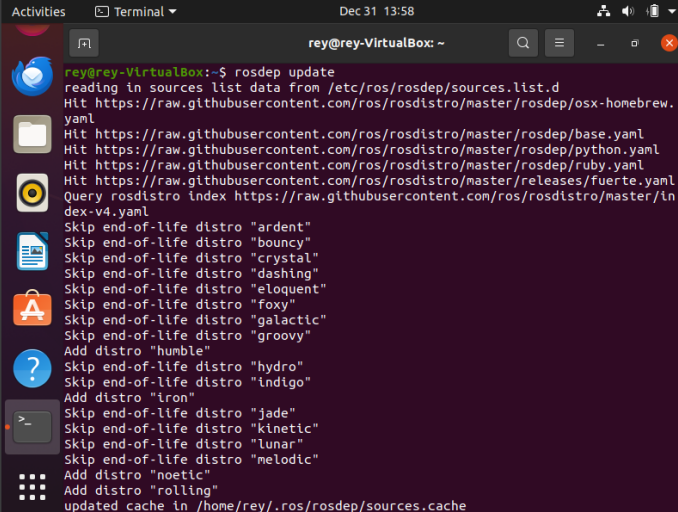 Activities
Terminal
Dec 31 13:58
rey@rey-VirtualBox: ~
rey@rey-VirtualBox:~$ rosdep update
reading in sources list data from /etc/ros/rosdep/sources.list.d
Hit https://raw.githubusercontent.com/ros/rosdistro/master/rosdep/osx-homebrew.
yaml
Hit https://raw.githubusercontent.com/ros/rosdistro/master/rosdep/base.yaml
Hit https://raw.githubusercontent.com/ros/rosdistro/master/rosdep/python.yaml
Hit https://raw.githubusercontent.com/ros/rosdistro/master/rosdep/ruby.yaml
Hit https://raw.githubusercontent.com/ros/rosdistro/master/releases/fuerte.yaml
Query rosdistro index https://raw.githubusercontent.com/ros/rosdistro/master/in
dex-v4.yaml
Skip end-of-life distro "ardent"
Skip end-of-life distro "bouncy"
Skip end-of-life distro "crystal"
Skip end-of-life distro "dashing"
Skip end-of-life distro "eloquent"
Skip end-of-life distro "foxy"
Skip end-of-life distro "galactic"
Skip end-of-life distro "groovy"
Add distro "humble"
Skip end-of-life distro "hydro"
Skip end-of-life distro "indigo"
Add distro "iron"
Skip end-of-life distro "jade"
Skip end-of-life distro "kinetic"
Skip end-of-life distro "lunar"
Skip end-of-life distro "melodic"
Add distro "noetic"
Add distro "rolling"
updated cache in /home/rey/.ros/rosdep/sources.cache